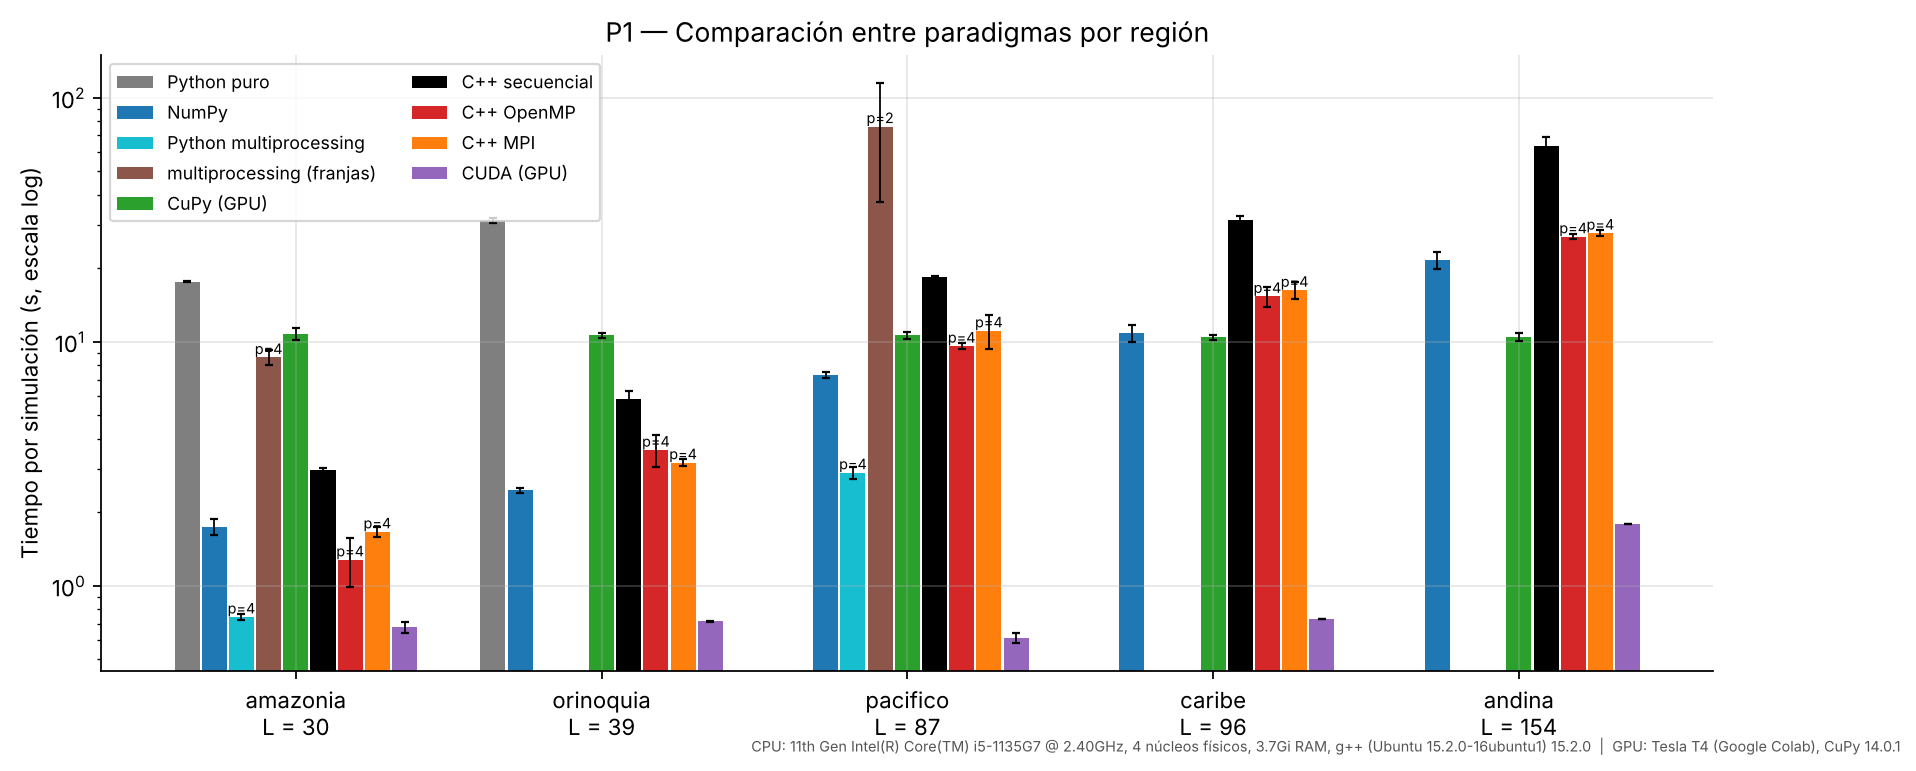 P1 — Comparación entre paradigmas por región
Tiempo por simulación (s, escala log)
10²
10¹
10⁰
Python puro
NumPy
Python multiprocessing
multiprocessing (franjas)
CuPy (GPU)
C++ secuencial
C++ OpenMP
C++ MPI
CUDA (GPU)
p=4
p=4
p=4
p=4
p=4
p=4
p=4
p=2
p=4
p=4
p=4
p=4
p=4
p=4
amazonia
L = 30
orinoquia
L = 39
pacifico
L = 87
caribe
L = 96
andina
L = 154
CPU: 11th Gen Intel(R) Core(TM) i5-1135G7 @ 2.40GHz, 4 núcleos físicos, 3.7Gi RAM, g++ (Ubuntu 15.2.0-16ubuntu1) 15.2.0 | GPU: Tesla T4 (Google Colab), CuPy 14.0.1